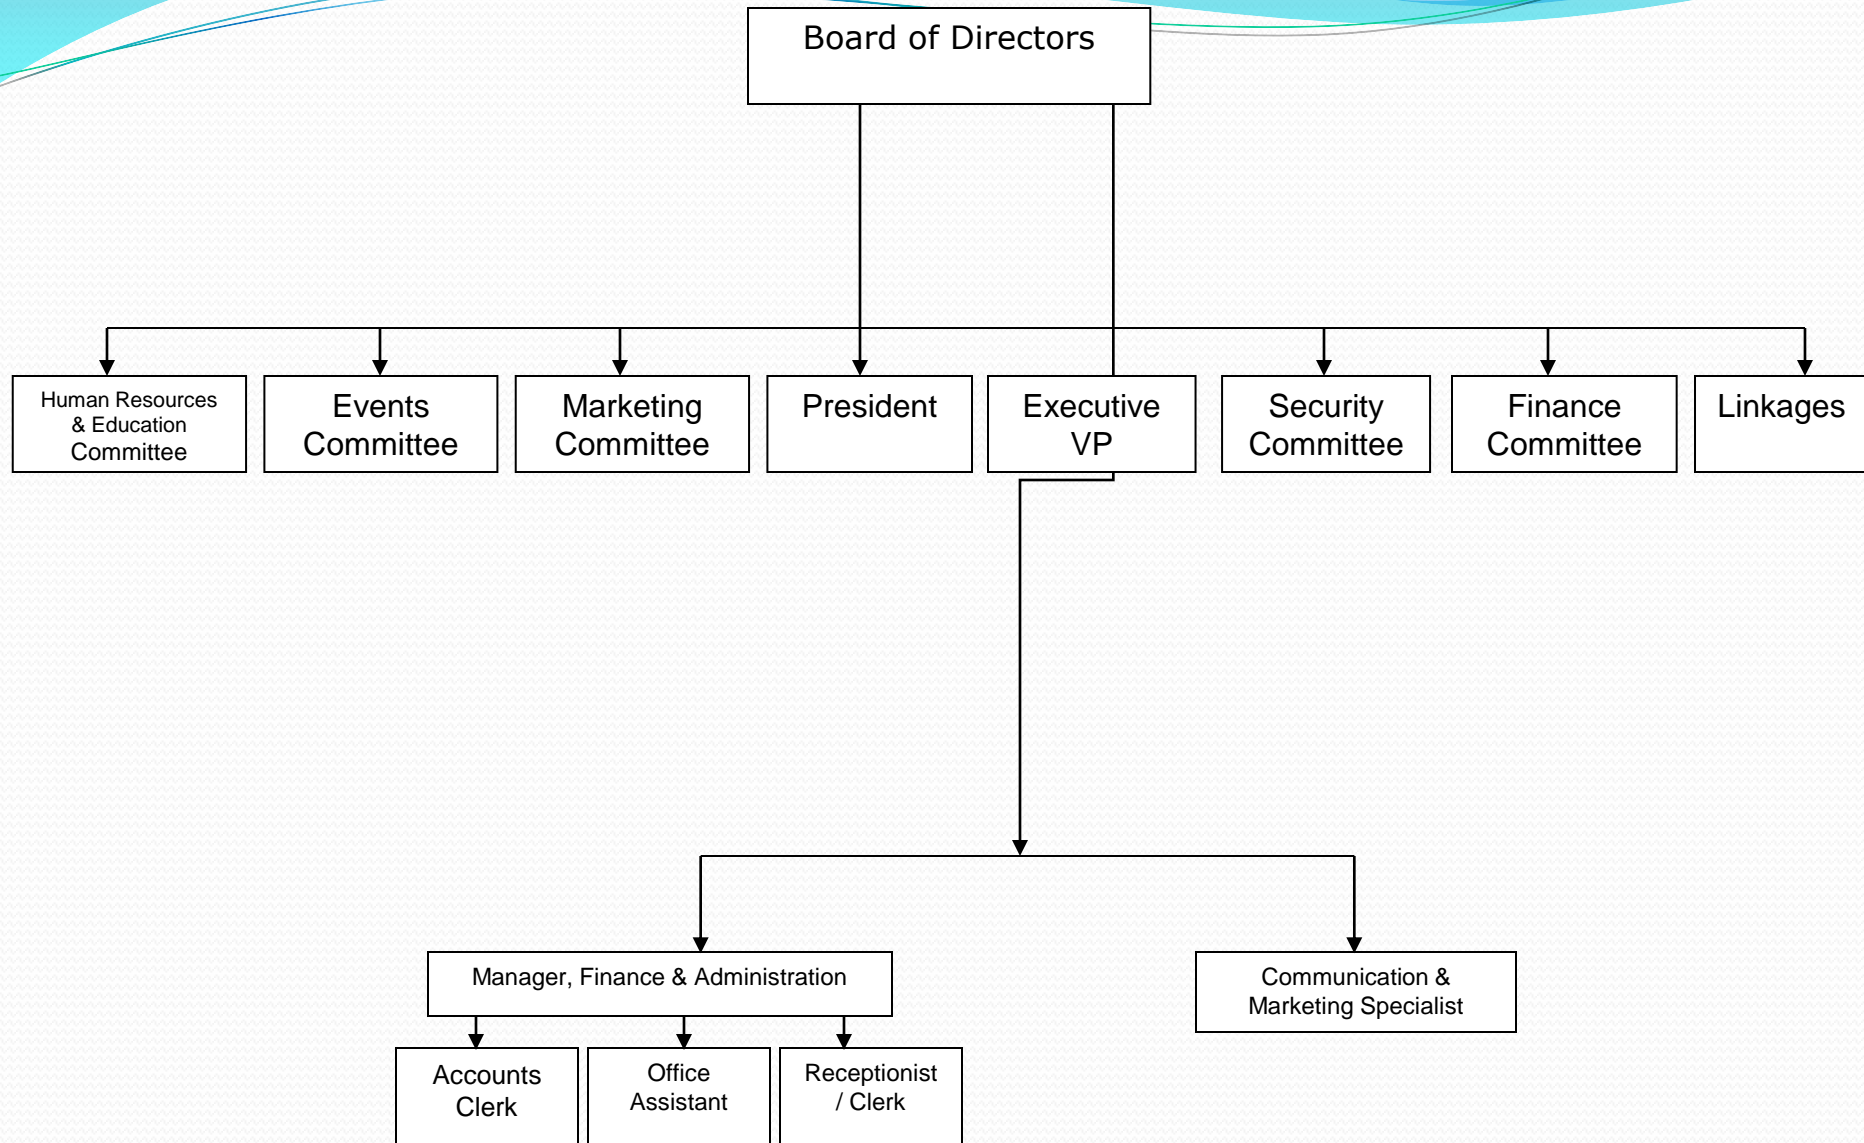 Board of Directors
Human Resources
& Education
Committee
Events
Committee
Marketing
Committee
President
Executive
VP
Security
Committee
Finance
Committee
Linkages
Manager, Finance & Administration
Communication &
Marketing Specialist
Accounts
Clerk
Office
Assistant
Receptionist
/ Clerk